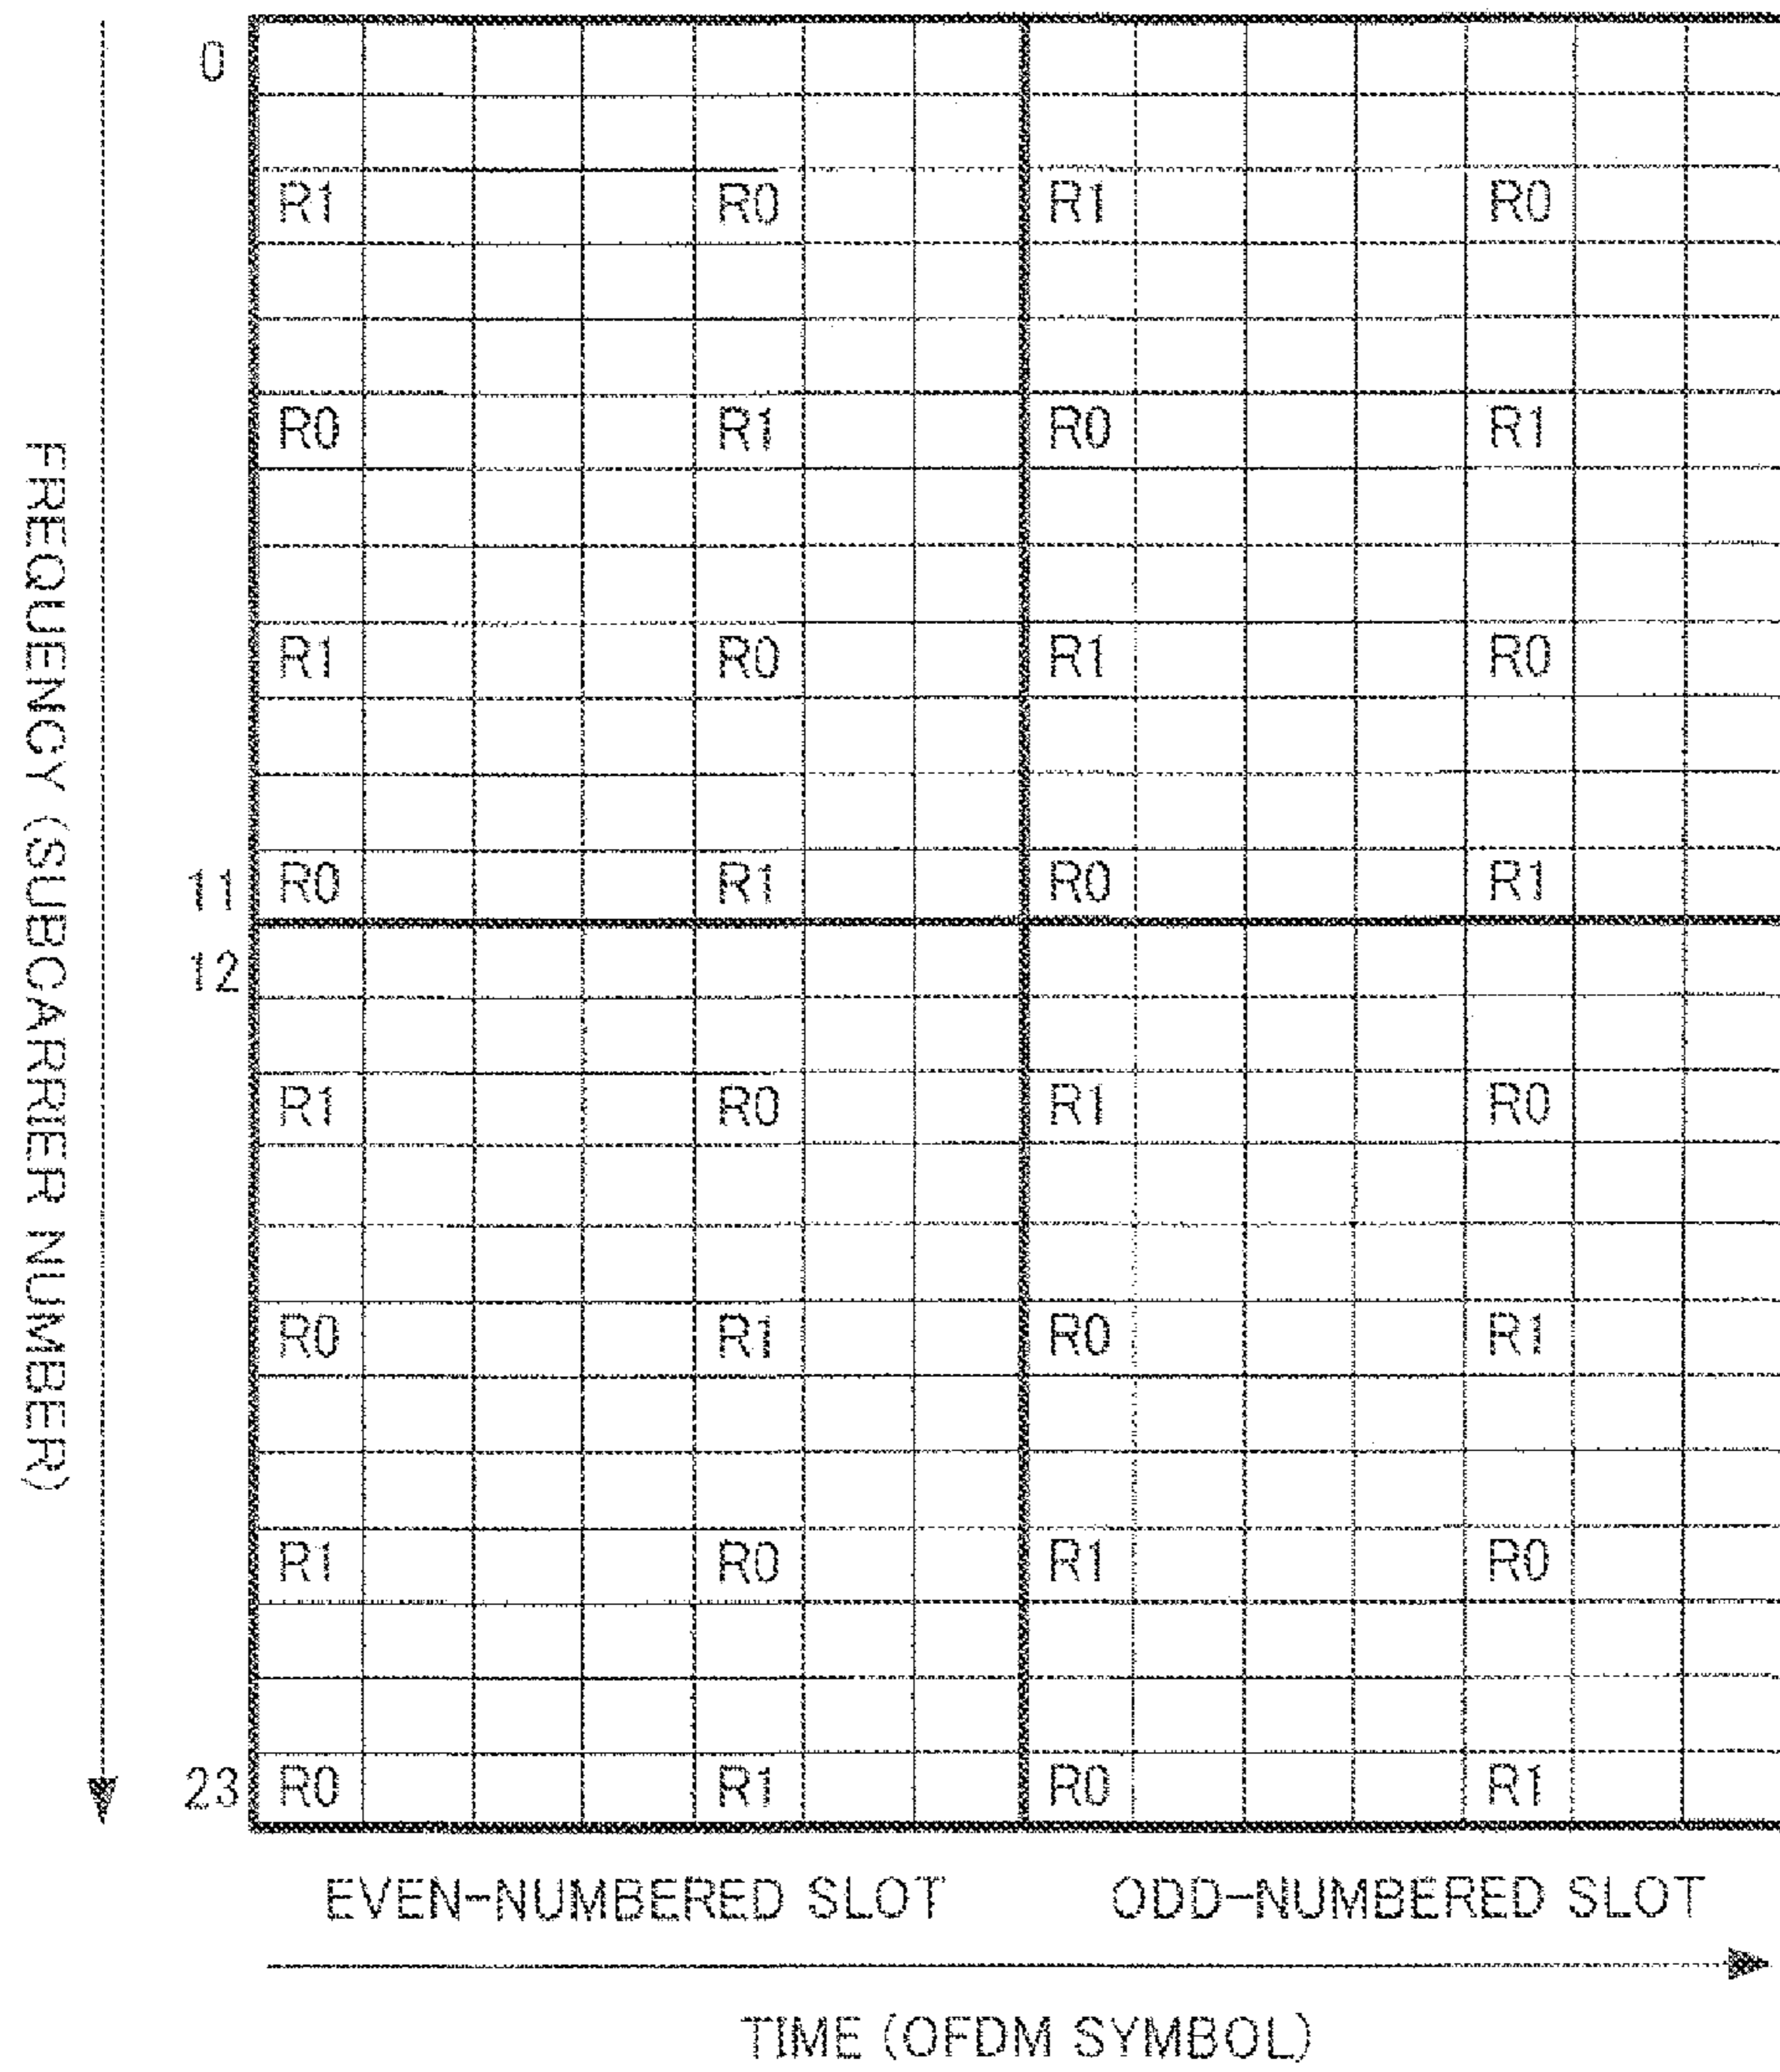 0
R1 R0 R1 R0
R0 R1 R0 R1
R1 R0 R1 R0
11 R0 R1 R0 R1
12
R1 R0 R1 R0
R0 R1 R0 R1
R1 R0 R1 R0
23 R0 R1 R0 R1
FREQUENCY (SUBCARRIER NUMBER)
EVEN-NUMBERED SLOT ODD-NUMBERED SLOT
TIME (OFDM SYMBOL)